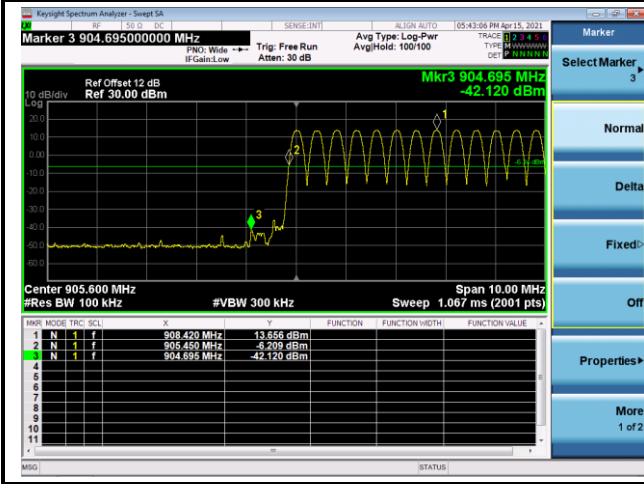 Keysight Spectrum Analyzer - Swept SA
RF 50 Ω DC SENSE:INT ALIGN AUTO 05:43:06 PM Apr 15, 2021
Marker 3 904.695000000 MHz
PNO: Wide
IFGain:Low
Trig: Free Run
Atten: 30 dB
Avg Type: Log-Pwr
Avg|Hold: 100/100
TRACE 1 2 3 4 5 6
TYPE M W W W W W
DET P N N N N N
Ref Offset 12 dB
10 dB/div Ref 30.00 dBm
Log
Mkr3 904.695 MHz
-42.120 dBm
20.0
10.0
0.00
-10.0
-20.0
-30.0
-40.0
-50.0
-60.0
1
2
3
Center 905.600 MHz Span 10.00 MHz
#Res BW 100 kHz #VBW 300 kHz Sweep 1.067 ms (2001 pts)
MKR MODE TRC SCL X Y FUNCTION FUNCTION WIDTH FUNCTION VALUE
1 N 1 f 908.420 MHz 13.656 dBm
2 N 1 f 905.450 MHz -6.209 dBm
3 N 1 f 904.695 MHz -42.120 dBm
4
5
6
7
8
9
10
11
MSG STATUS
Marker
Select Marker
3
Normal
Delta
Fixed
Off
Properties
More
1 of 2